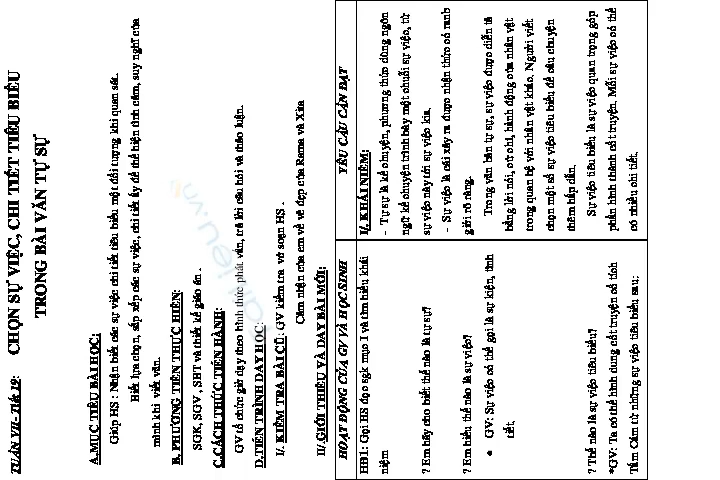 TUẦN VII- Tiết 19: CHỌN SỰ VIỆC, CHI TIẾT TIÊU BIỂU
TRONG BÀI VĂN TỰ SỰ
A.MỤC TIÊU BÀI HỌC:
Giúp HS : Nhận biết các sự việc chi tiết tiêu biểu một đối tượng khi quan sát.
Biết lựa chọn, sắp xếp các sự việc, chi tiết ấy để thể hiện tình cảm, suy nghĩ của
mình khi viết văn.
B. PHƯƠNG TIỆN THỰC HIỆN:
SGK, SGV , SBT và thiết kế giáo án .
C.CÁCH THỨC TIẾN HÀNH:
GV tổ chức giờ dạy theo hình thức phát vấn, trả lời câu hỏi và thảo luận.
D.TIẾN TRÌNH DẠY HỌC:
I/. KIỂM TRA BÀI CŨ: GV kiểm tra vở soạn HS .
Cảm nhận của em về vẻ đẹp của Rama và Xita
II/.GIỚI THIỆU VÀ DẠY BÀI MỚI:
HOẠT ĐỘNG CỦA GV VÀ HỌC SINH
HĐ1: Gọi HS đọc sgk mục I và tìm hiểu khái
niệm
? Em hãy cho biết thế nào là tự sự?
? Em hiểu thế nào là sự việc?
• GV: Sự việc có thể gọi là sự kiện, tình
tiết.
? Thế nào là sự việc tiêu biểu?
*GV: Ta có thể hình dung cốt truyện cổ tích
Tấm Cám từ những sự việc tiêu biểu sau:
YÊU CẦU CẦN ĐẠT
I/. KHÁI NIỆM:
- Tự sự là kể chuyện, phương thức dùng ngôn
ngữ kể chuyện trình bày một chuỗi sự việc, từ
sự việc này tới sự việc kia.
- Sự việc là cái xảy ra được nhận thức có ranh
giới rõ ràng.
Trong văn bản tự sự, sự việc được diễn tả
bằng lời nói, cử chỉ, hành động của nhân vật
trong quan hệ với nhân vật khác. Người viết
chọn một số sự việc tiêu biểu để câu chuyện
thêm hấp dẫn.
Sự việc tiêu biểu là sự việc quan trọng góp
phần hình thành cốt truyện. Mỗi sự việc có thể
có nhiều chi tiết.